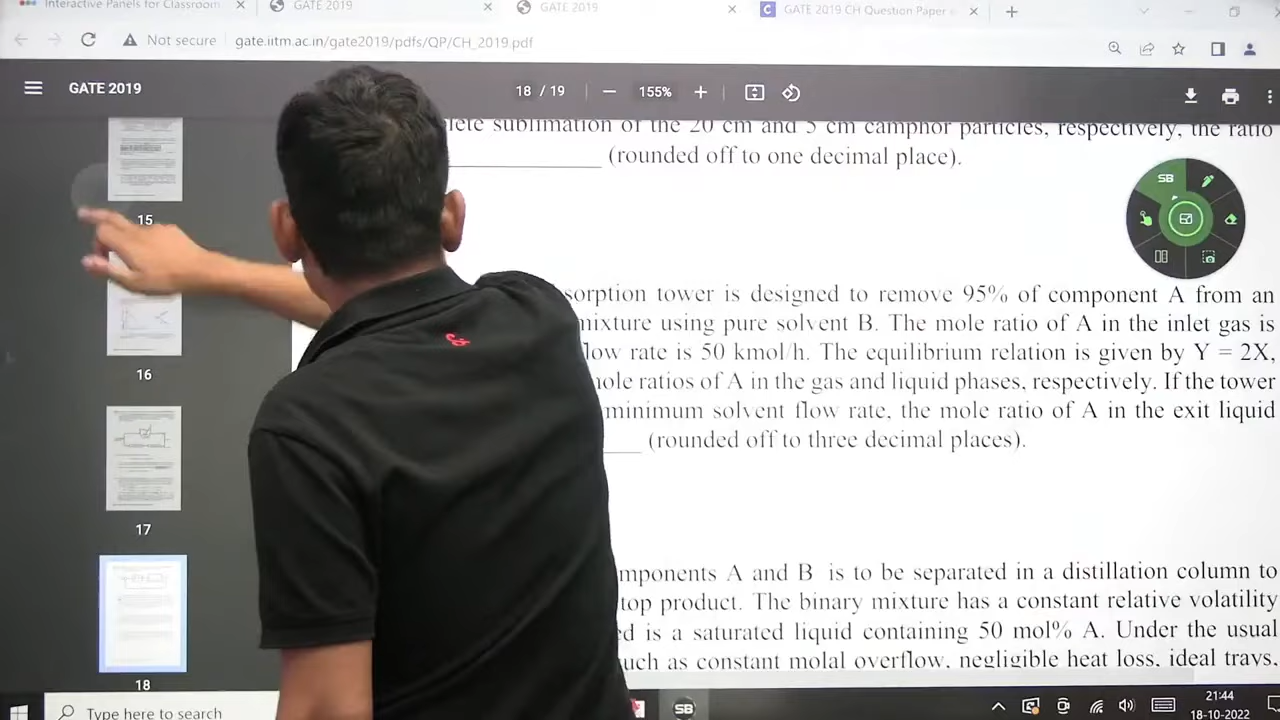 Interactive Panels for Classroom
GATE 2019
GATE 2019
GATE 2019 CH Question Paper
Not secure gate.iitm.ac.in/gate2019/pdfs/QP/CH_2019.pdf
GATE 2019
18 / 19
155%
of the 20 cm and 5 cm camphor particles, respectively, the ratio
(rounded off to one decimal place).
SB
15
sorption tower is designed to remove 95% of component A from an
mixture using pure solvent B. The mole ratio of A in the inlet gas is
low rate is 50 kmol/h. The equilibrium relation is given by Y = 2X,
ole ratios of A in the gas and liquid phases, respectively. If the tower
minimum solvent flow rate, the mole ratio of A in the exit liquid
(rounded off to three decimal places).
16
17
mponents A and B is to be separated in a distillation column to
top product. The binary mixture has a constant relative volatility
ed is a saturated liquid containing 50 mol% A. Under the usual
uch as constant molal overflow, negligible heat loss, ideal trays,
18
Type here to search
SB
21:44
18-10-2022